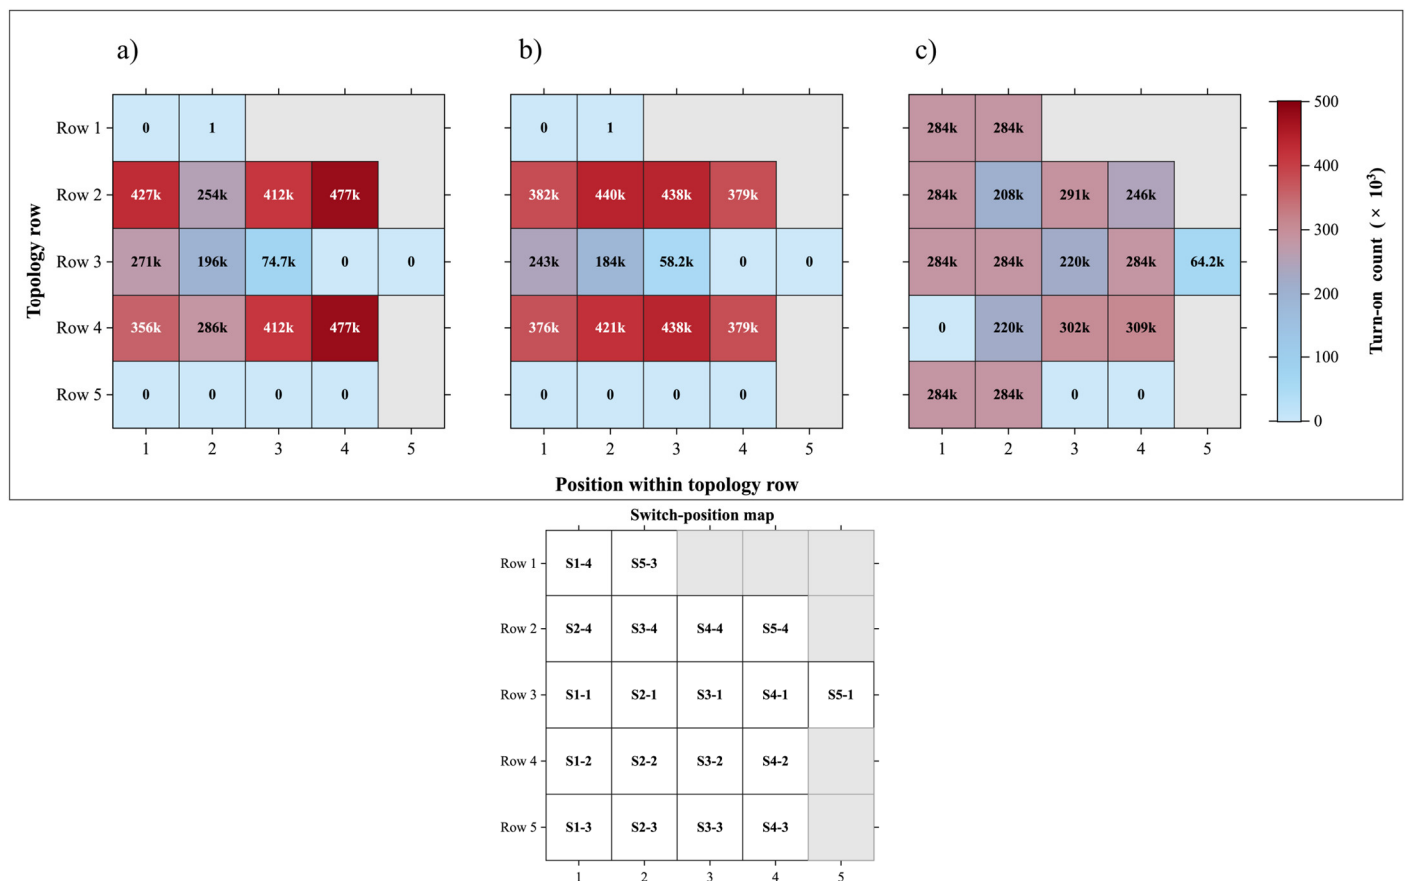 a) b) c)
Row 1 0 1 0 1 284k 284k
Row 2 427k 254k 412k 477k 382k 440k 438k 379k 284k 208k 291k 246k
Row 3 271k 196k 74.7k 0 0 243k 184k 58.2k 0 0 284k 284k 220k 284k 64.2k
Row 4 356k 286k 412k 477k 376k 421k 438k 379k 0 220k 302k 309k
Row 5 0 0 0 0 0 0 0 0 284k 284k 0 0
1 2 3 4 5 1 2 3 4 5 1 2 3 4 5
Topology row
Position within topology row
500
400
300
200
100
0
Turn-on count (× 10³)
Switch-position map
Row 1 S1-4 S5-3
Row 2 S2-4 S3-4 S4-4 S5-4
Row 3 S1-1 S2-1 S3-1 S4-1 S5-1
Row 4 S1-2 S2-2 S3-2 S4-2
Row 5 S1-3 S2-3 S3-3 S4-3
1 2 3 4 5